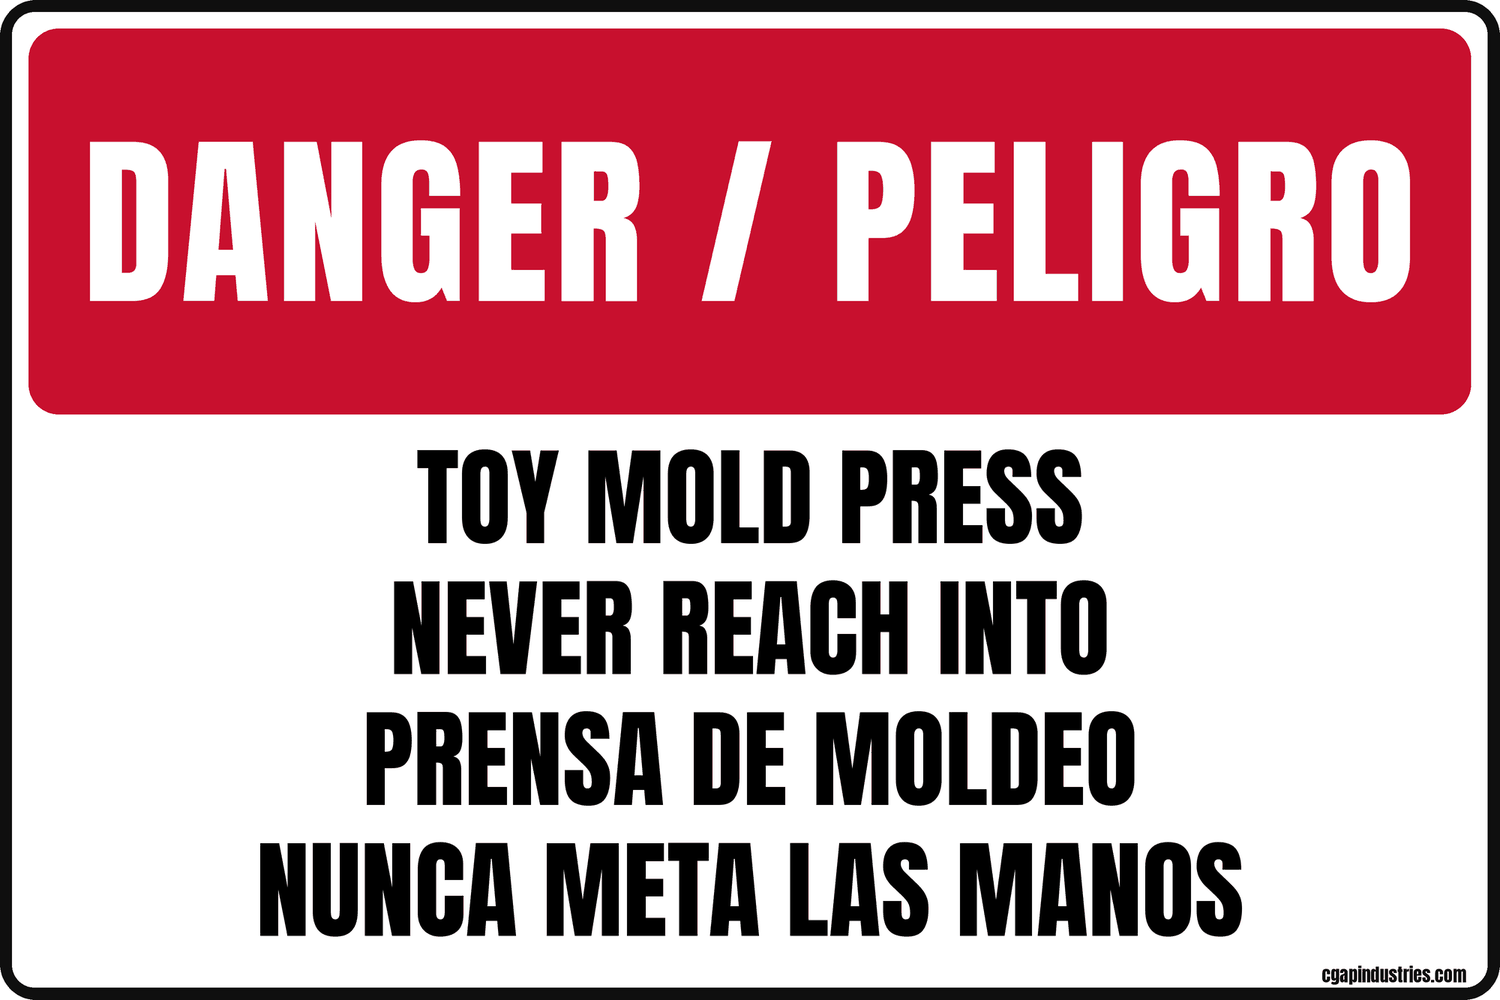 DANGER / PELIGRO
TOY MOLD PRESS
NEVER REACH INTO
PRENSA DE MOLDEO
NUNCA META LAS MANOS
cgapindustries.com